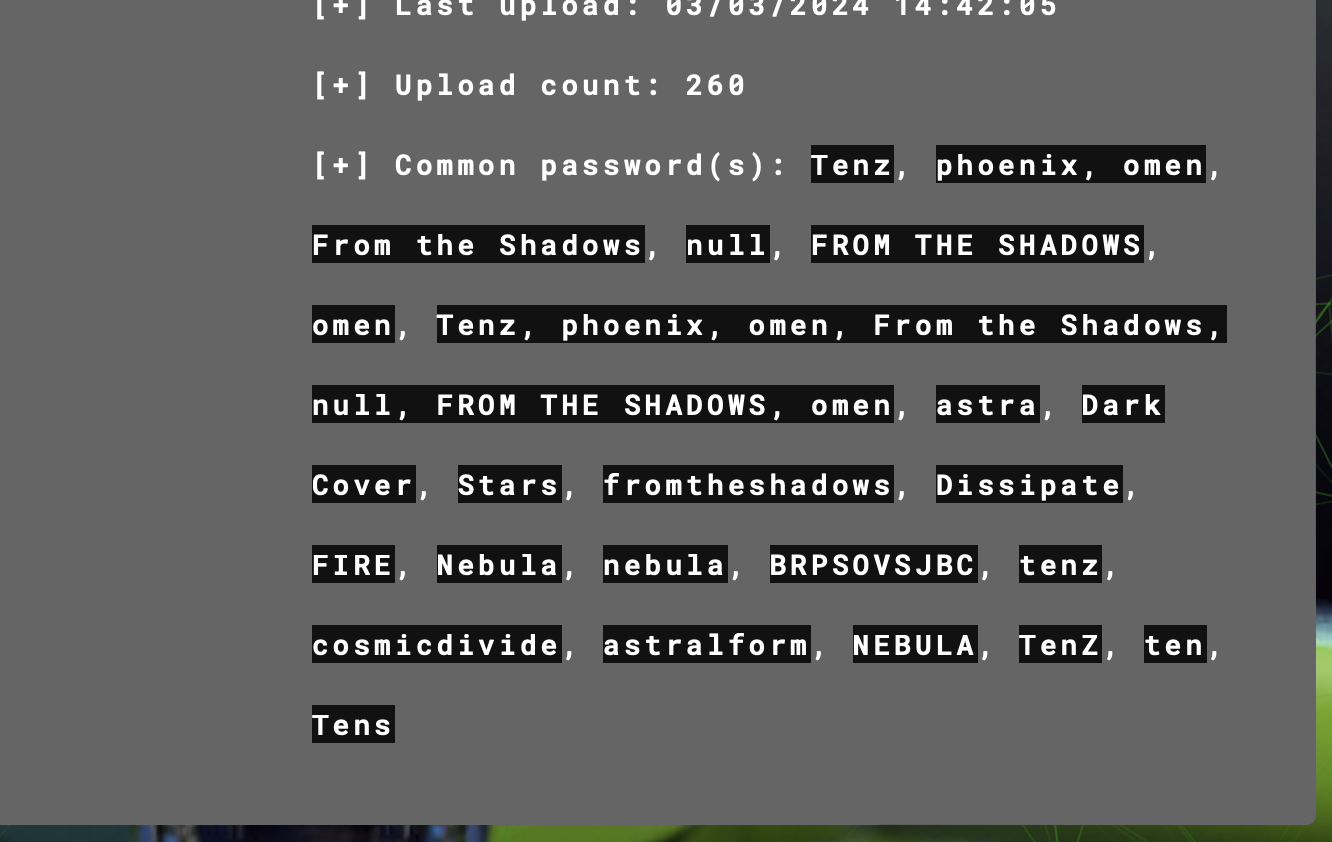 [+] Last upload: 03/03/2024 14:42:05
[+] Upload count: 260
[+] Common password(s): Tenz, phoenix, omen,
From the Shadows, null, FROM THE SHADOWS,
omen, Tenz, phoenix, omen, From the Shadows,
null, FROM THE SHADOWS, omen, astra, Dark
Cover, Stars, fromtheshadows, Dissipate,
FIRE, Nebula, nebula, BRPSOVSJBC, tenz,
cosmicdivide, astralform, NEBULA, TenZ, ten,
Tens